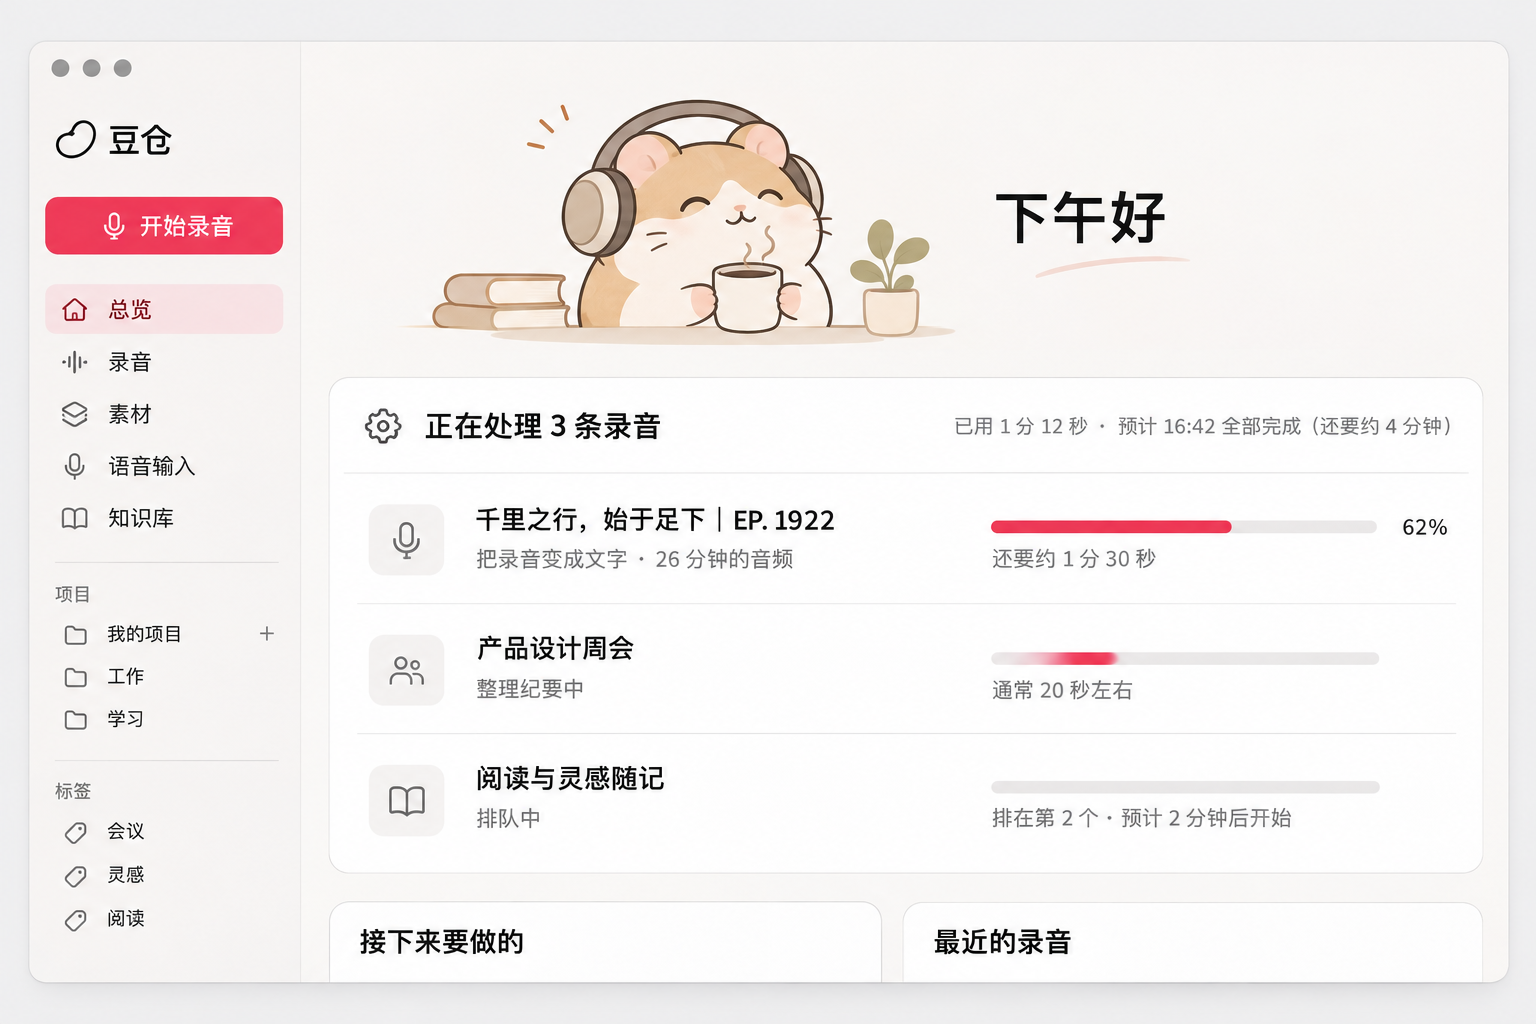 豆仓
开始录音
总览
录音
素材
语音输入
知识库
项目
我的项目
工作
学习
标签
会议
灵感
阅读
下午好
正在处理 3 条录音
已用 1 分 12 秒 · 预计 16:42 全部完成（还要约 4 分钟）
千里之行，始于足下｜EP. 1922
把录音变成文字 · 26 分钟的音频
62%
还要约 1 分 30 秒
产品设计周会
整理纪要中
通常 20 秒左右
阅读与灵感随记
排队中
排在第 2 个 · 预计 2 分钟后开始
接下来要做的
最近的录音